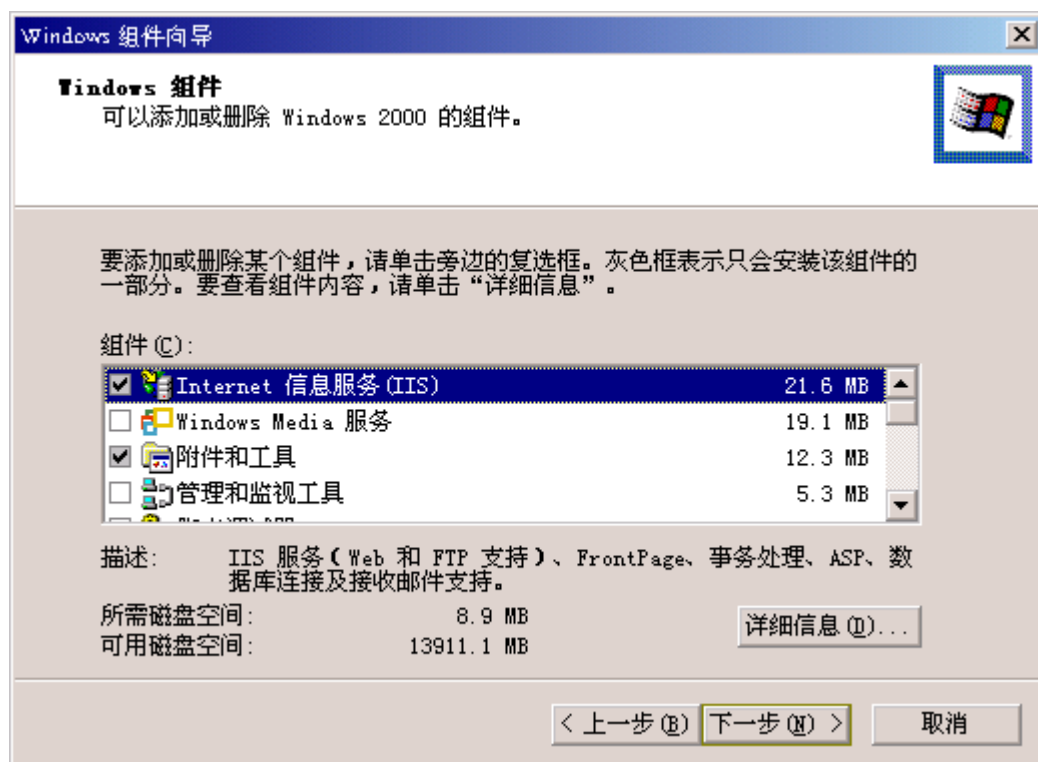 Windows 组件向导
Windows 组件
可以添加或删除 Windows 2000 的组件。
要添加或删除某个组件，请单击旁边的复选框。灰色框表示只会安装该组件的
一部分。要查看组件内容，请单击“详细信息”。
组件(C):
Internet 信息服务(IIS) 21.6 MB
Windows Media 服务 19.1 MB
附件和工具 12.3 MB
管理和监视工具 5.3 MB
描述: IIS 服务(Web 和 FTP 支持)、FrontPage、事务处理、ASP、数
据库连接及接收邮件支持。
所需磁盘空间: 8.9 MB
可用磁盘空间: 13911.1 MB
详细信息(D)...
< 上一步(B) 下一步(N) > 取消